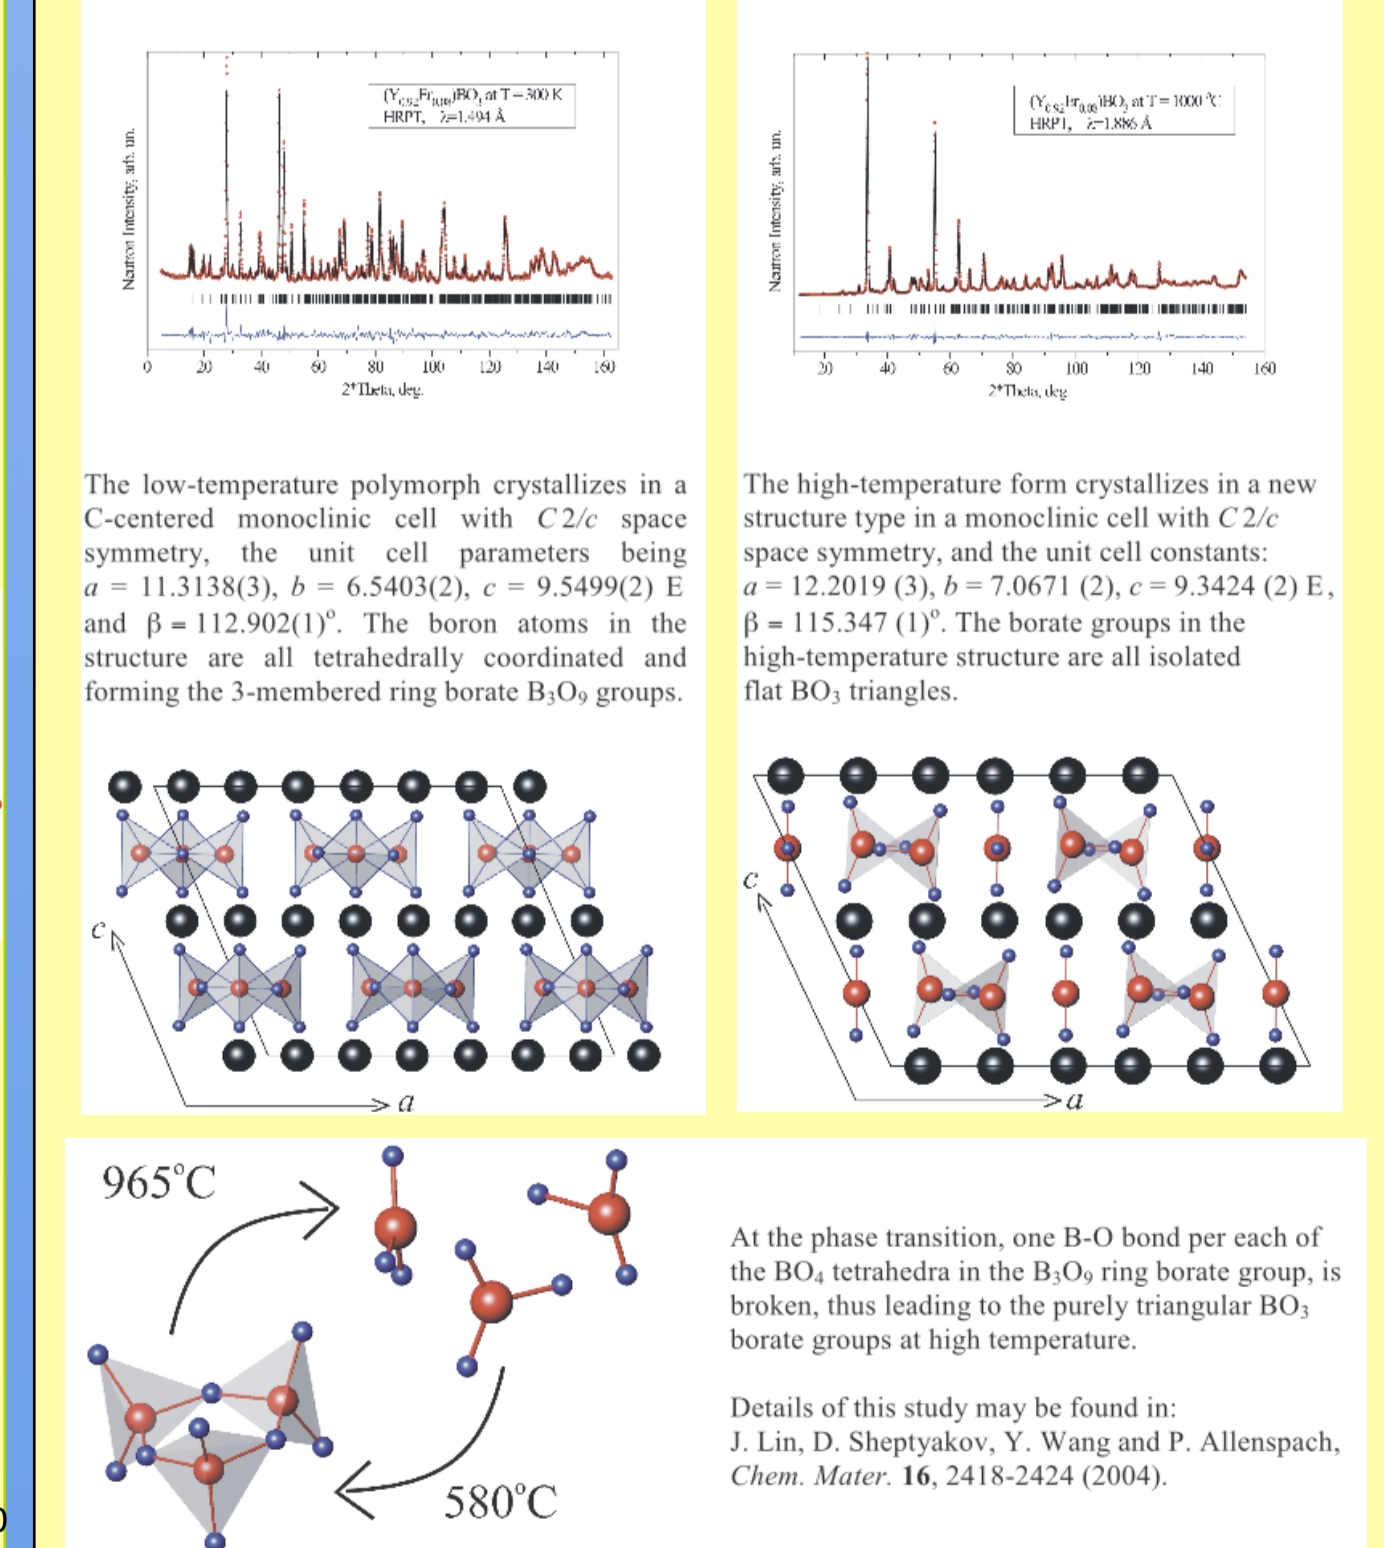 (Y0.92Er0.08)BO3 at T = 300 K
HRPT, λ=1.494 Å
Neutron Intensity, arb. un.
0 20 40 60 80 100 120 140 160
2*Theta, deg.
(Y0.92Er0.08)BO3 at T = 1000 °C
HRPT, λ=1.886 Å
Neutron Intensity, arb. un.
20 40 60 80 100 120 140 160
2*Theta, deg
The low-temperature polymorph crystallizes in a
C-centered monoclinic cell with C 2/c space
symmetry, the unit cell parameters being
a = 11.3138(3), b = 6.5403(2), c = 9.5499(2) E
and β = 112.902(1)°. The boron atoms in the
structure are all tetrahedrally coordinated and
forming the 3-membered ring borate B3O9 groups.
The high-temperature form crystallizes in a new
structure type in a monoclinic cell with C 2/c
space symmetry, and the unit cell constants:
a = 12.2019 (3), b = 7.0671 (2), c = 9.3424 (2) E,
β = 115.347 (1)°. The borate groups in the
high-temperature structure are all isolated
flat BO3 triangles.
c
a
c
a
965°C
580°C
At the phase transition, one B-O bond per each of
the BO4 tetrahedra in the B3O9 ring borate group, is
broken, thus leading to the purely triangular BO3
borate groups at high temperature.
Details of this study may be found in:
J. Lin, D. Sheptyakov, Y. Wang and P. Allenspach,
Chem. Mater. 16, 2418-2424 (2004).